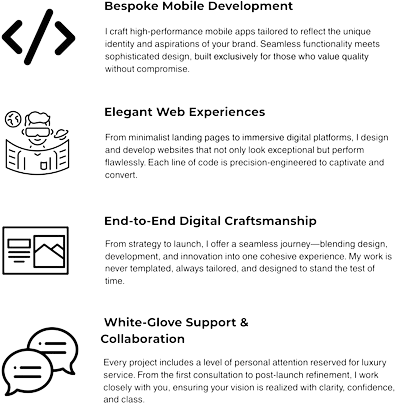 Bespoke Mobile Development
I craft high-performance mobile apps tailored to reflect the unique
identity and aspirations of your brand. Seamless functionality meets
sophisticated design, built exclusively for those who value quality
without compromise.
Elegant Web Experiences
From minimalist landing pages to immersive digital platforms, I design
and develop websites that not only look exceptional but perform
flawlessly. Each line of code is precision-engineered to captivate and
convert.
End-to-End Digital Craftsmanship
From strategy to launch, I offer a seamless journey—blending design,
development, and innovation into one cohesive experience. My work is
never templated, always tailored, and designed to stand the test of
time.
White-Glove Support &
Collaboration
Every project includes a level of personal attention reserved for luxury
service. From the first consultation to post-launch refinement, I work
closely with you, ensuring your vision is realized with clarity, confidence,
and class.